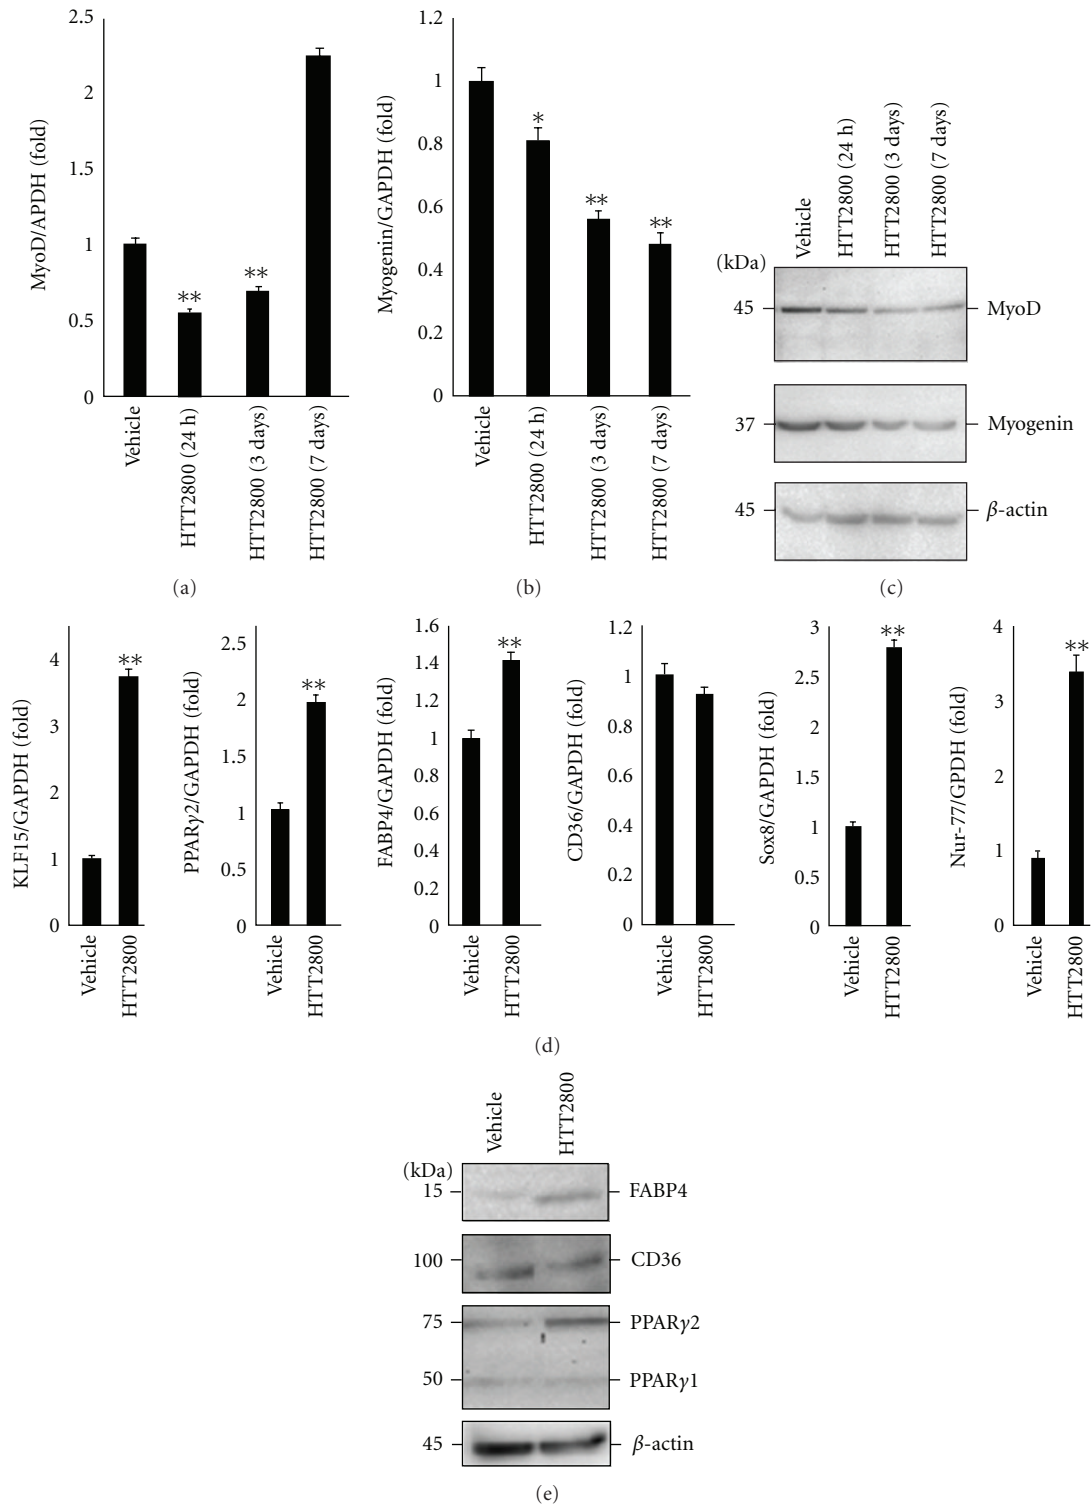 2.5
2
1.5
1
0.5
0
MyoD/APDH (fold)
**
**
Vehicle
HTT2800 (24 h)
HTT2800 (3 days)
HTT2800 (7 days)
(a)
1.2
1
0.8
0.6
0.4
0.2
0
Myogenin/GAPDH (fold)
*
**
**
Vehicle
HTT2800 (24 h)
HTT2800 (3 days)
HTT2800 (7 days)
(b)
Vehicle
HTT2800 (24 h)
HTT2800 (3 days)
HTT2800 (7 days)
(kDa)
45
MyoD
37
Myogenin
45
β-actin
(c)
4
3
2
1
0
KLF15/GAPDH (fold)
**
Vehicle
HTT2800
2.5
2
1.5
1
0.5
0
PPARγ2/GAPDH (fold)
**
Vehicle
HTT2800
1.6
1.4
1.2
1
0.8
0.6
0.4
0.2
0
FABP4/GAPDH (fold)
**
Vehicle
HTT2800
1.2
1
0.8
0.6
0.4
0.2
0
CD36/GAPDH (fold)
Vehicle
HTT2800
3
2.5
2
1.5
1
0.5
0
Sox8/GAPDH (fold)
**
Vehicle
HTT2800
4
3
2
1
0
Nur-77/GPDH (fold)
**
Vehicle
HTT2800
(d)
Vehicle
HTT2800
(kDa)
15
FABP4
100
CD36
75
PPARγ2
50
PPARγ1
45
β-actin
(e)